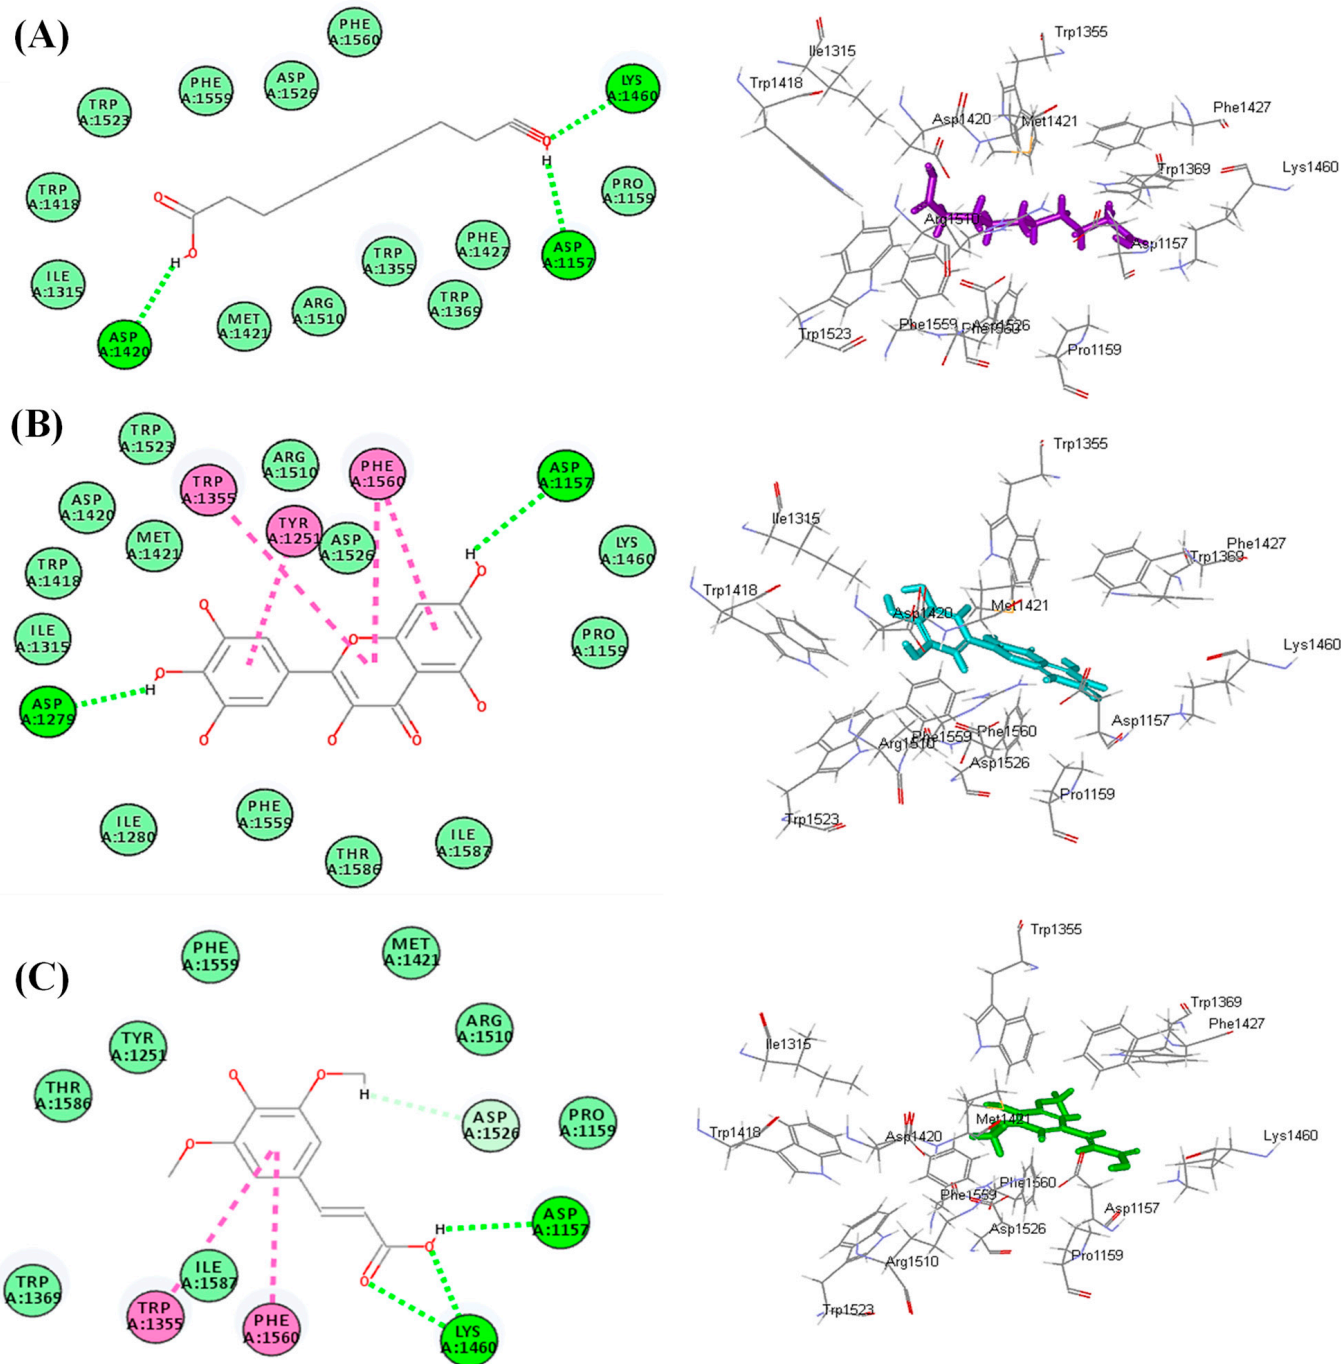 (A)
PHE
A:1560
PHE
A:1559
ASP
A:1526
LYS
A:1460
TRP
A:1523
TRP
A:1418
PRO
A:1159
ILE
A:1315
TRP
A:1355
PHE
A:1427
ASP
A:1157
TRP
A:1369
ARG
A:1510
MET
A:1421
ASP
A:1420
O
O
H
O
H
Trp1355
Ile1315
Trp1418
Phe1427
Asp1420
Met1421
Trp1369
Lys1460
Arg1510
Asp1157
Trp1523
Phe1559
Asp1526
Pro1159
(B)
TRP
A:1523
TRP
A:1355
ARG
A:1510
PHE
A:1560
ASP
A:1157
ASP
A:1420
MET
A:1421
TYR
A:1251
ASP
A:1526
LYS
A:1460
TRP
A:1418
ILE
A:1315
PRO
A:1159
ASP
A:1279
ILE
A:1280
PHE
A:1559
THR
A:1586
ILE
A:1587
H
O
O
O
O
H
O
O
O
O
Trp1355
Ile1315
Phe1427
Trp1369
Trp1418
Asp1420
Met1421
Lys1460
Asp1157
Arg1510
Phe1559
Phe1560
Asp1526
Pro1159
Trp1523
(C)
PHE
A:1559
MET
A:1421
TYR
A:1251
ARG
A:1510
THR
A:1586
ASP
A:1526
PRO
A:1159
ASP
A:1157
TRP
A:1369
ILE
A:1587
TRP
A:1355
PHE
A:1560
LYS
A:1460
O
O
H
O
H
O
O
Trp1355
Trp1369
Phe1427
Ile1315
Trp1418
Asp1420
Met1421
Lys1460
Phe1559
Phe1560
Asp1157
Asp1526
Arg1510
Pro1159
Trp1523